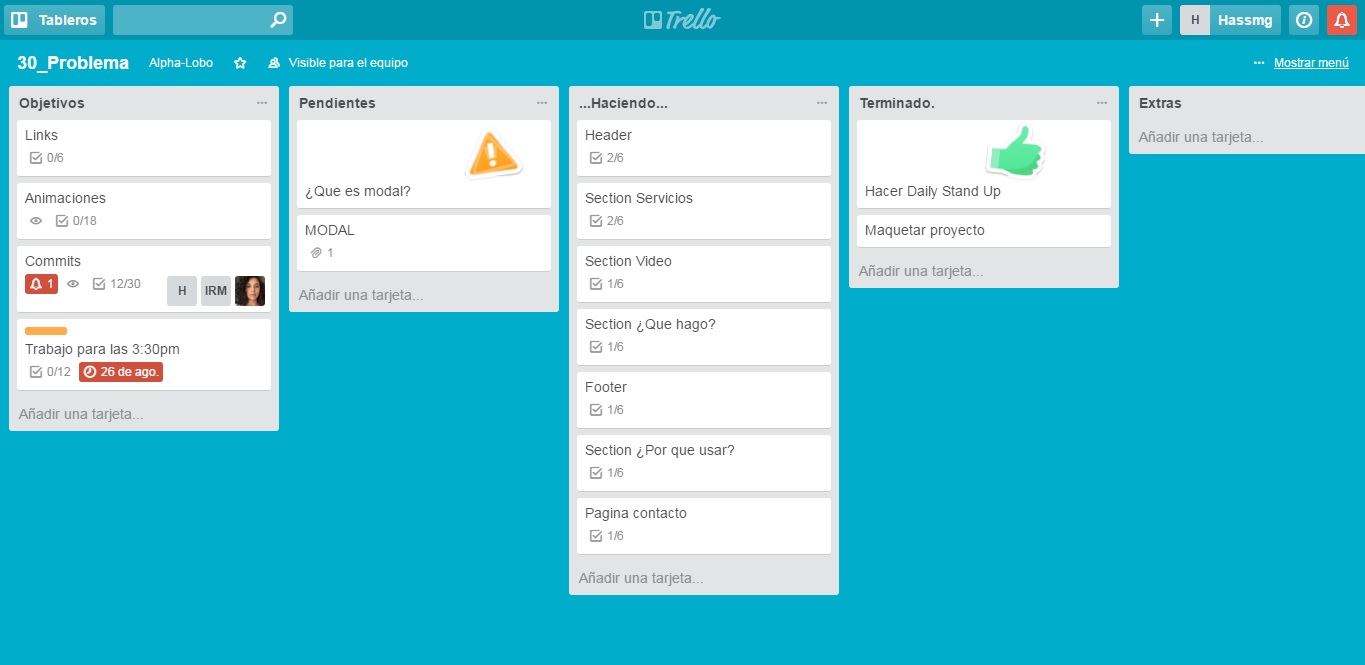 Tableros
Trello
H Hassmg
30_Problema Alpha-Lobo Visible para el equipo ... Mostrar menú
Objetivos ...
Links
0/6
Animaciones
0/18
Commits
1 12/30 H IRM
Trabajo para las 3:30pm
0/12 26 de ago.
Añadir una tarjeta...
Pendientes ...
¿Que es modal?
MODAL
1
Añadir una tarjeta...
...Haciendo... ...
Header
2/6
Section Servicios
2/6
Section Video
1/6
Section ¿Que hago?
1/6
Footer
1/6
Section ¿Por que usar?
1/6
Pagina contacto
1/6
Añadir una tarjeta...
Terminado. ...
Hacer Daily Stand Up
Maquetar proyecto
Añadir una tarjeta...
Extras
Añadir una tarjeta...